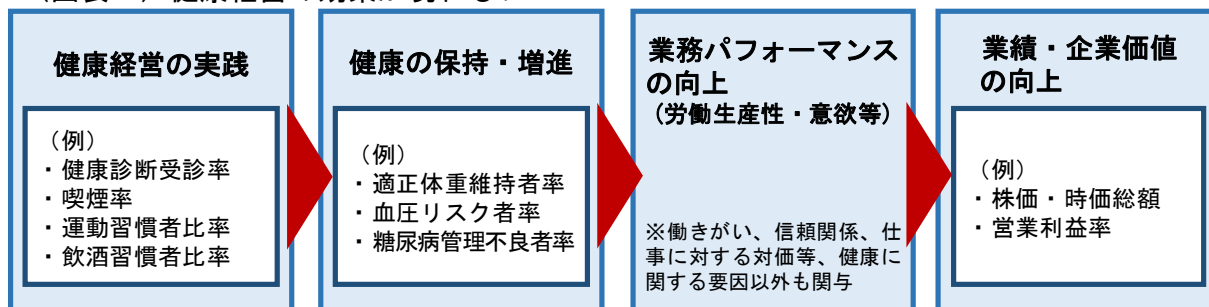 健康経営の実践
（例）
・健康診断受診率
・喫煙率
・運動習慣者比率
・飲酒習慣者比率
健康の保持・増進
（例）
・適正体重維持者率
・血圧リスク者率
・糖尿病管理不良者率
業務パフォーマンス
の向上
（労働生産性・意欲等）
※働きがい、信頼関係、仕
事に対する対価等、健康に
関する要因以外も関与
業績・企業価値
の向上
（例）
・株価・時価総額
・営業利益率